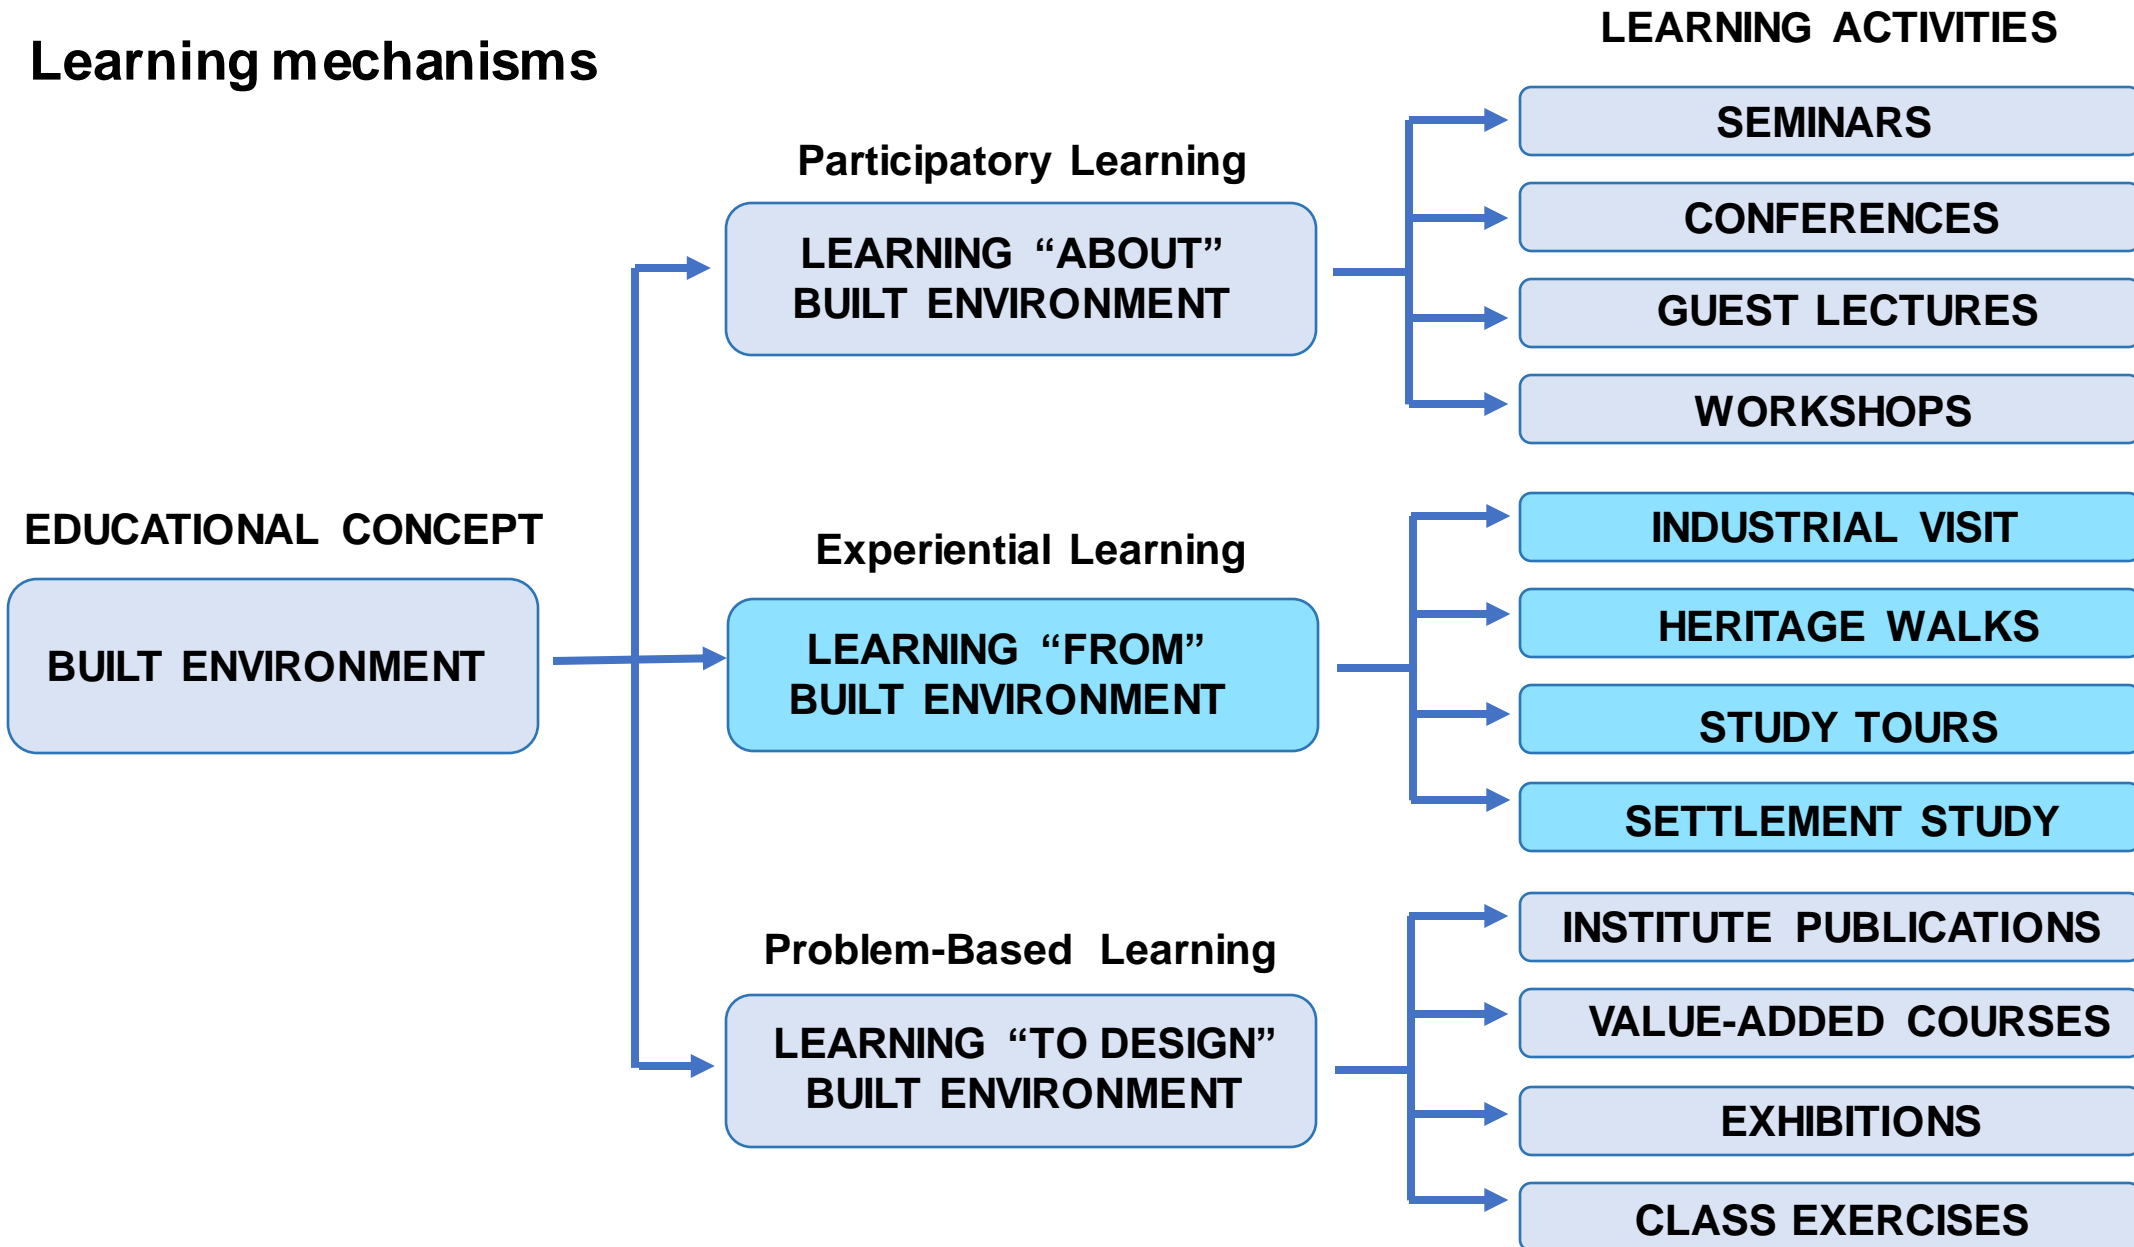 Learning mechanisms
LEARNING ACTIVITIES
EDUCATIONAL CONCEPT
BUILT ENVIRONMENT
Participatory Learning
LEARNING “ABOUT”
BUILT ENVIRONMENT
SEMINARS
CONFERENCES
GUEST LECTURES
WORKSHOPS
Experiential Learning
LEARNING “FROM”
BUILT ENVIRONMENT
INDUSTRIAL VISIT
HERITAGE WALKS
STUDY TOURS
SETTLEMENT STUDY
Problem-Based Learning
LEARNING “TO DESIGN”
BUILT ENVIRONMENT
INSTITUTE PUBLICATIONS
VALUE-ADDED COURSES
EXHIBITIONS
CLASS EXERCISES